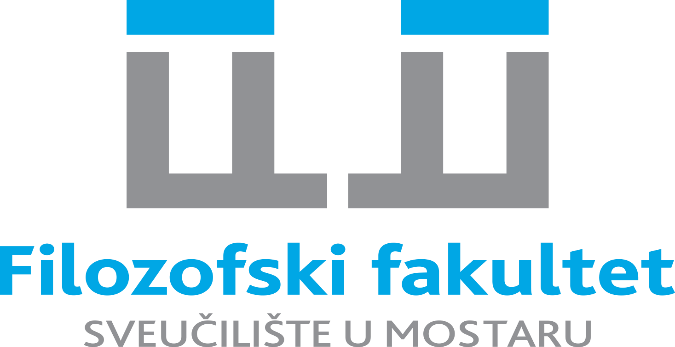 Filozofski fakultet
SVEUČILIŠTE U MOSTARU